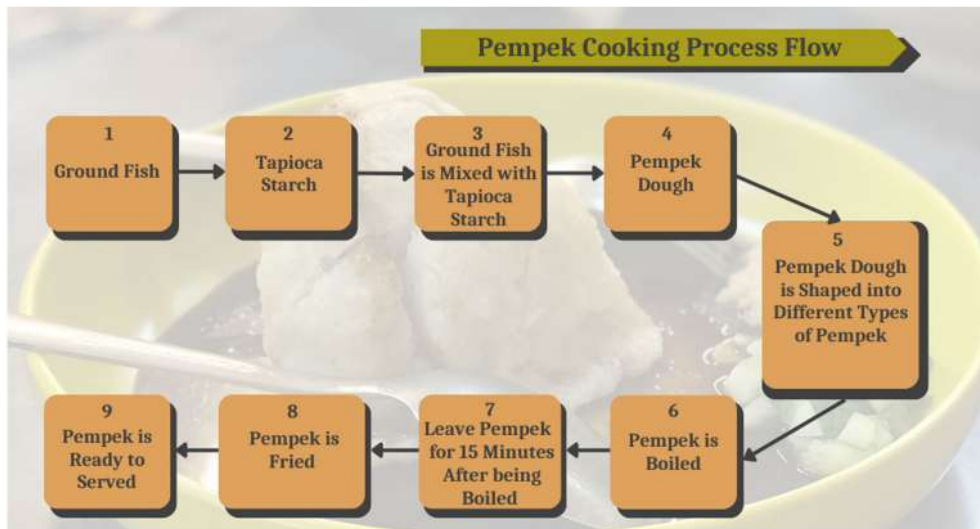 Pempek Cooking Process Flow
1
Ground Fish
2
Tapioca
Starch
3
Ground Fish
is Mixed with
Tapioca
Starch
4
Pempek
Dough
5
Pempek Dough
is Shaped into
Different Types
of Pempek
6
Pempek is
Boiled
7
Leave Pempek
for 15 Minutes
After being
Boiled
8
Pempek is
Fried
9
Pempek is
Ready to
Served